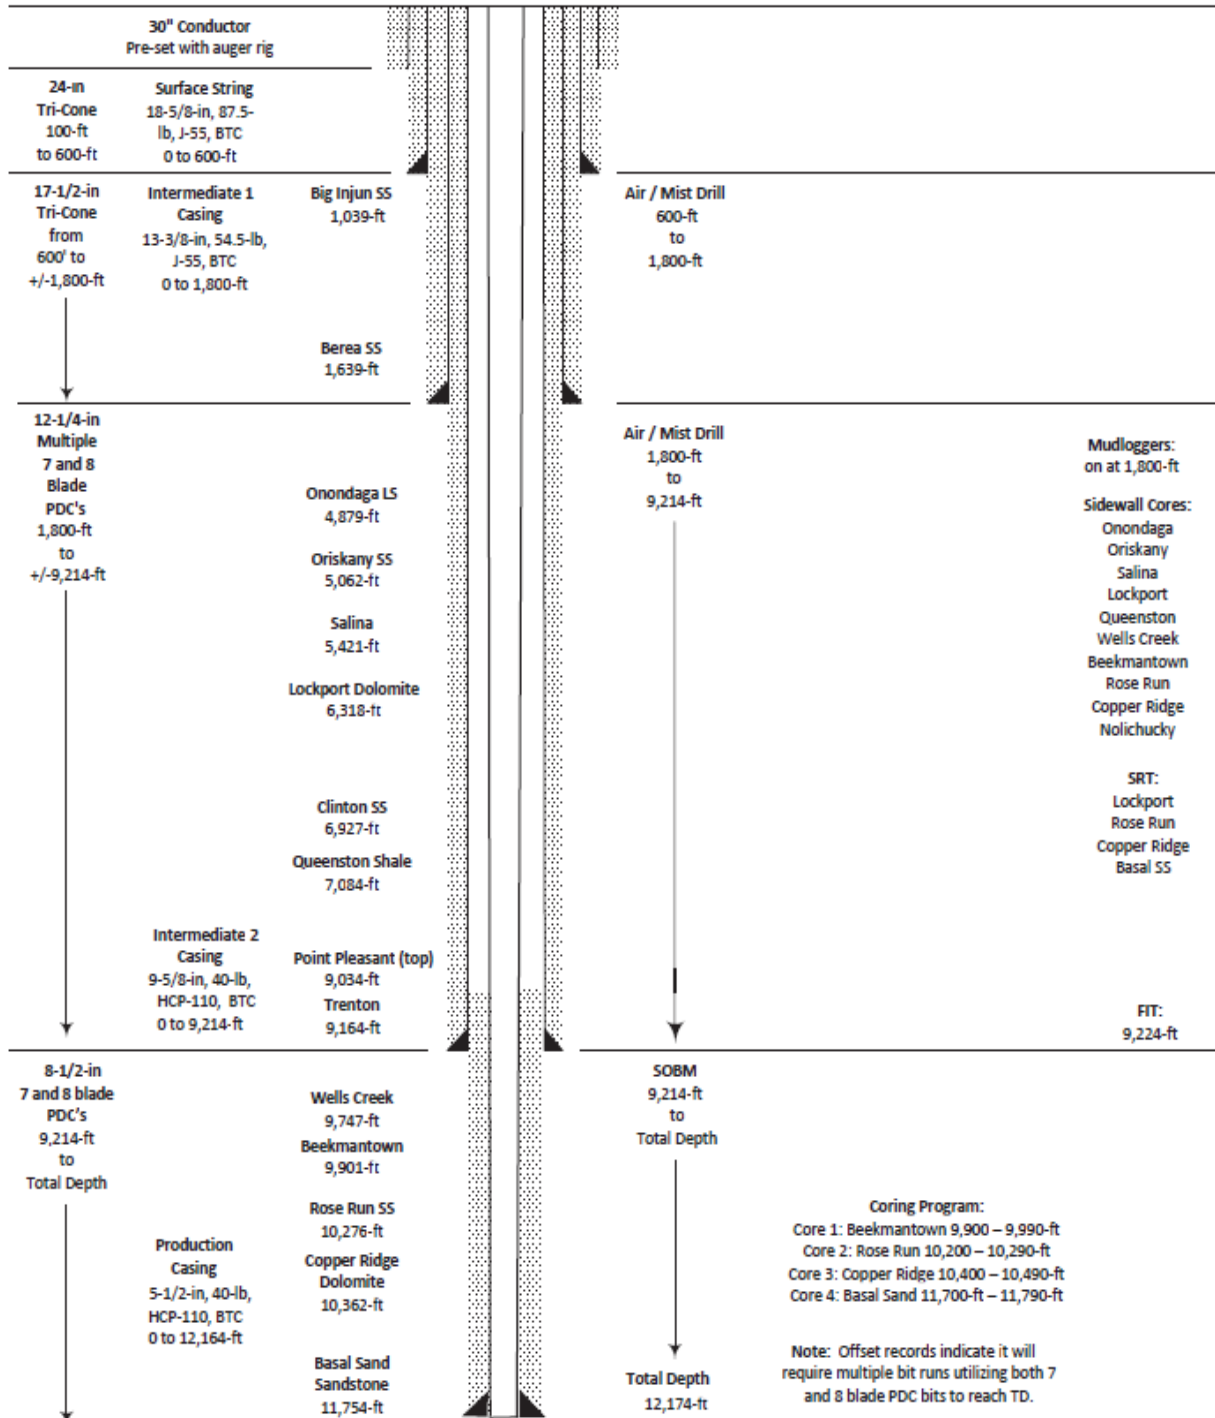 30" Conductor
Pre-set with auger rig
24-in
Tri-Cone
100-ft
to 600-ft
Surface String
18-5/8-in, 87.5-
lb, J-55, BTC
0 to 600-ft
17-1/2-in
Tri-Cone
from
600' to
+/-1,800-ft
Intermediate 1
Casing
13-3/8-in, 54.5-lb,
J-55, BTC
0 to 1,800-ft
Big Injun SS
1,039-ft
Berea SS
1,639-ft
Air / Mist Drill
600-ft
to
1,800-ft
12-1/4-in
Multiple
7 and 8
Blade
PDC's
1,800-ft
to
+/-9,214-ft
Onondaga LS
4,879-ft
Oriskany SS
5,062-ft
Salina
5,421-ft
Lockport Dolomite
6,318-ft
Clinton SS
6,927-ft
Queenston Shale
7,084-ft
Intermediate 2
Casing
9-5/8-in, 40-lb,
HCP-110, BTC
0 to 9,214-ft
Point Pleasant (top)
9,034-ft
Trenton
9,164-ft
Air / Mist Drill
1,800-ft
to
9,214-ft
Mudloggers:
on at 1,800-ft
Sidewall Cores:
Onondaga
Oriskany
Salina
Lockport
Queenston
Wells Creek
Beekmantown
Rose Run
Copper Ridge
Nolichucky
SRT:
Lockport
Rose Run
Copper Ridge
Basal SS
FIT:
9,224-ft
8-1/2-in
7 and 8 blade
PDC's
9,214-ft
to
Total Depth
Production
Casing
5-1/2-in, 40-lb,
HCP-110, BTC
0 to 12,164-ft
Wells Creek
9,747-ft
Beekmantown
9,901-ft
Rose Run SS
10,276-ft
Copper Ridge
Dolomite
10,362-ft
Basal Sand
Sandstone
11,754-ft
SOBM
9,214-ft
to
Total Depth
Total Depth
12,174-ft
Coring Program:
Core 1: Beekmantown 9,900 – 9,990-ft
Core 2: Rose Run 10,200 – 10,290-ft
Core 3: Copper Ridge 10,400 – 10,490-ft
Core 4: Basal Sand 11,700-ft – 11,790-ft
Note: Offset records indicate it will
require multiple bit runs utilizing both 7
and 8 blade PDC bits to reach TD.